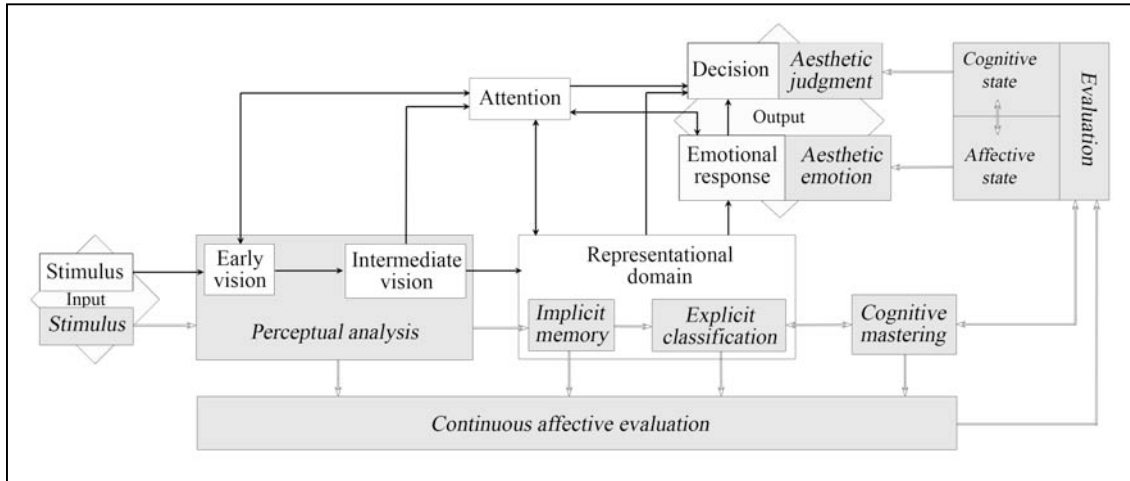 Decision
Aesthetic
judgment
Cognitive
state
Evaluation
Attention
Output
Emotional
response
Aesthetic
emotion
Affective
state
Stimulus
Input
Stimulus
Early
vision
Intermediate
vision
Perceptual analysis
Representational
domain
Implicit
memory
Explicit
classification
Cognitive
mastering
Continuous affective evaluation